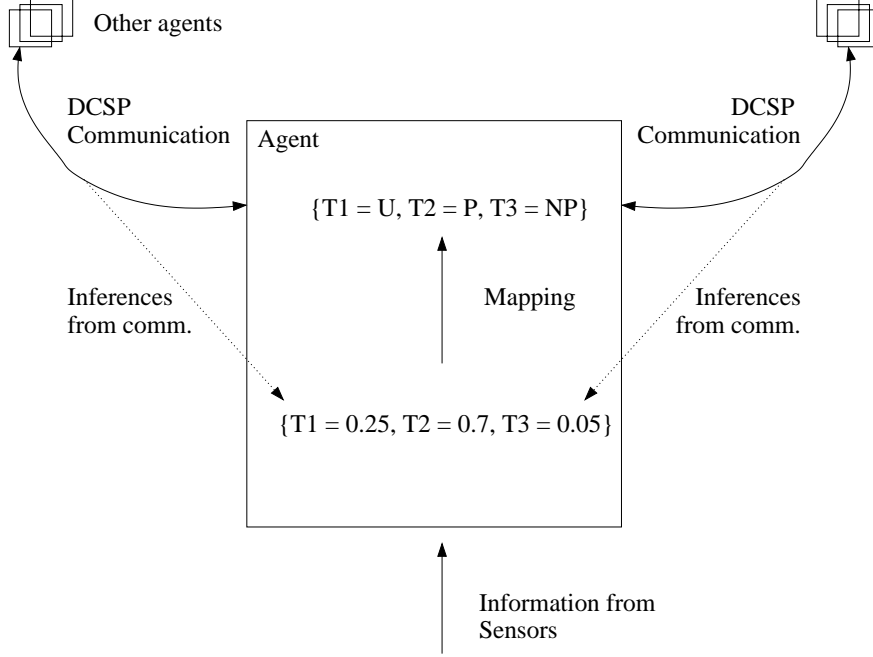 Other agents
DCSP
Communication
DCSP
Communication
Agent
{T1 = U, T2 = P, T3 = NP}
Mapping
Inferences
from comm.
Inferences
from comm.
{T1 = 0.25, T2 = 0.7, T3 = 0.05}
Information from
Sensors